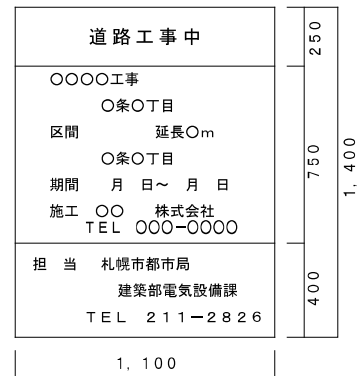 道路工事中
○○○○工事
○条○丁目
区間 延長○m
○条○丁目
期間 月 日～ 月 日
施工 ○○ 株式会社
TEL 000-0000
担 当 札幌市都市局
建築部電気設備課
TEL 211-2826
250
750
400
1,400
1,100